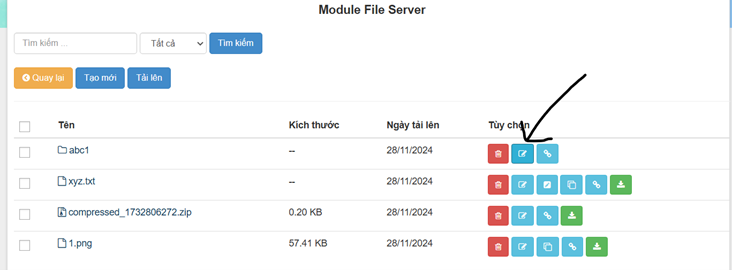 Module File Server
Tìm kiếm ... Tất cả Tìm kiếm
Quay lại Tạo mới Tải lên
Tên Kích thước Ngày tải lên Tùy chọn
abc1 -- 28/11/2024
xyz.txt -- 28/11/2024
compressed_1732806272.zip 0.20 KB 28/11/2024
1.png 57.41 KB 28/11/2024